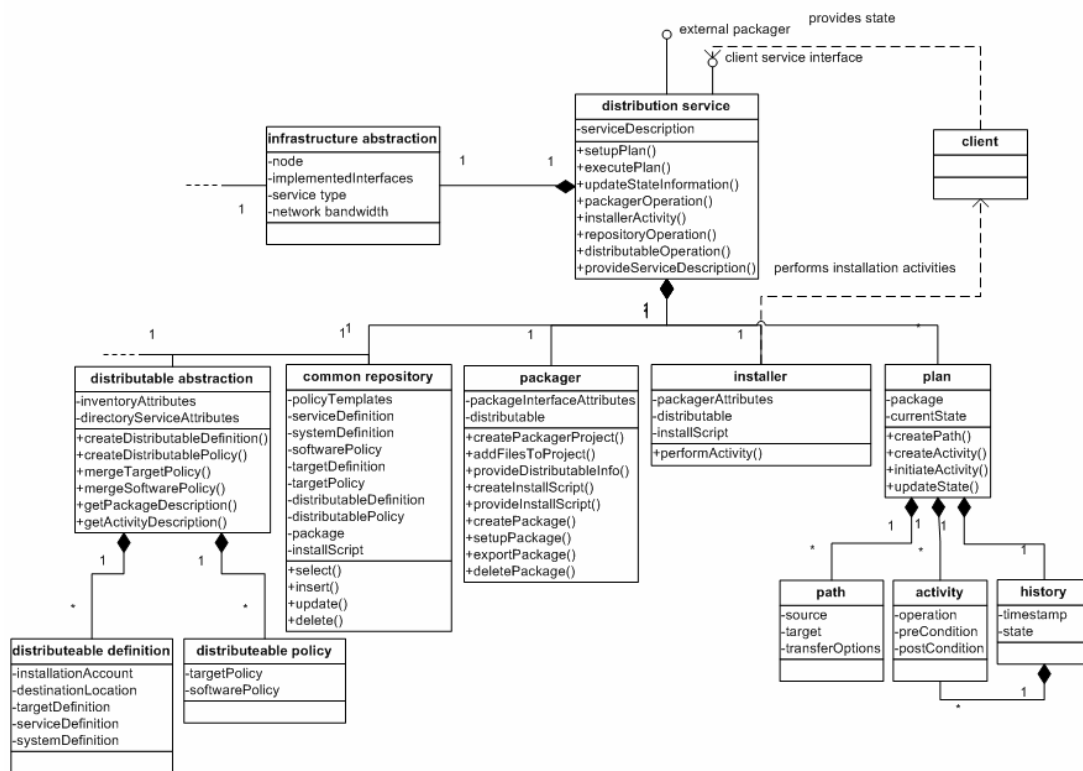 provides state
external packager
client service interface
distribution service
-serviceDescription
+setupPlan()
+executePlan()
+updateStateInformation()
+packagerOperation()
+installerActivity()
+repositoryOperation()
+distributableOperation()
+provideServiceDescription()
infrastructure abstraction
-node
-implementedInterfaces
-service type
-network bandwidth
1
1
1
client
performs installation activities
1
1
1
1
1
1
1
1
*
distributable abstraction
-inventoryAttributes
-directoryServiceAttributes
+createDistributableDefinition()
+createDistributablePolicy()
+mergeTargetPolicy()
+mergeSoftwarePolicy()
+getPackageDescription()
+getActivityDescription()
common repository
-policyTemplates
-serviceDefinition
-systemDefinition
-softwarePolicy
-targetDefinition
-targetPolicy
-distributableDefinition
-distributablePolicy
-package
-installScript
+select()
+insert()
+update()
+delete()
packager
-packageInterfaceAttributes
-distributable
+createPackagerProject()
+addFilesToProject()
+provideDistributableInfo()
+createInstallScript()
+provideInstallScript()
+createPackage()
+setupPackage()
+exportPackage()
+deletePackage()
installer
-packagerAttributes
-distributable
-installScript
+performActivity()
plan
-package
-currentState
+createPath()
+createActivity()
+initiateActivity()
+updateState()
1
1
*
*
1
1
1
*
*
1
distributeable definition
-installationAccount
-destinationLocation
-targetDefinition
-serviceDefinition
-systemDefinition
distributeable policy
-targetPolicy
-softwarePolicy
path
-source
-target
-transferOptions
activity
-operation
-preCondition
-postCondition
history
-timestamp
-state
1
*